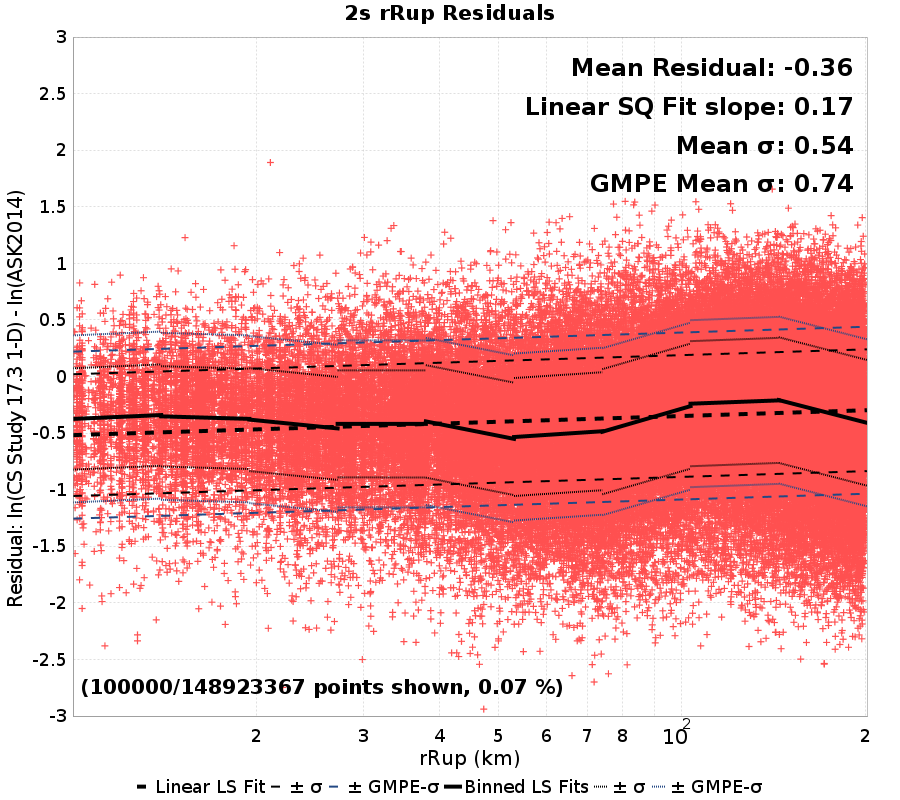 2s rRup Residuals
Mean Residual: -0.36
Linear SQ Fit slope: 0.17
Mean σ: 0.54
GMPE Mean σ: 0.74
Residual: ln(CS Study 17.3 1-D) - ln(ASK2014)
3
2.5
2
1.5
1
0.5
0
-0.5
-1
-1.5
-2
-2.5
-3
(100000/148923367 points shown, 0.07 %)
2 3 4 5 6 7 8 10² 2
rRup (km)
Linear LS Fit ± σ ± GMPE-σ Binned LS Fits ± σ ± GMPE-σ